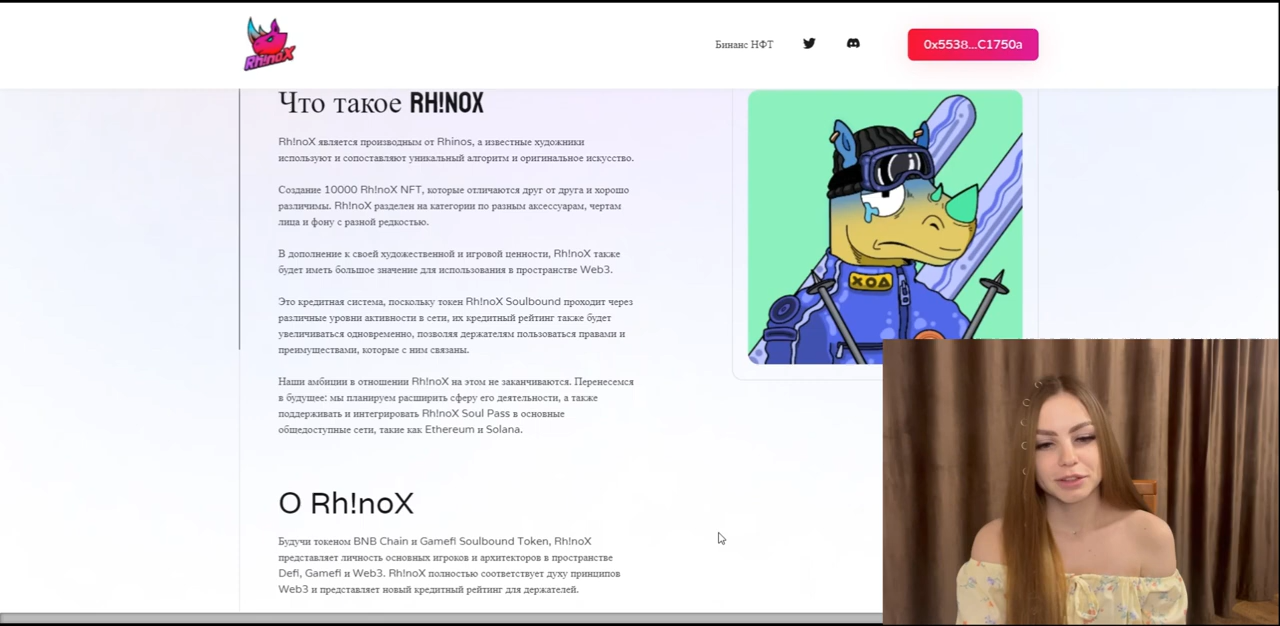 Rh!noX
Бинанс НФТ
0x5538...C1750a
Что такое RH!NOX
Rh!noX является производным от Rhinos, а известные художники
используют и сопоставляют уникальный алгоритм и оригинальное искусство.
Создание 10000 Rh!noX NFT, которые отличаются друг от друга и хорошо
различимы. Rh!noX разделен на категории по разным аксессуарам, чертам
лица и фону с разной редкостью.
В дополнение к своей художественной и игровой ценности, Rh!noX также
будет иметь большое значение для использования в пространстве Web3.
Это кредитная система, поскольку токен Rh!noX Soulbound проходит через
различные уровни активности в сети, их кредитный рейтинг также будет
увеличиваться одновременно, позволяя держателям пользоваться правами и
преимуществами, которые с ним связаны.
Наши амбиции в отношении Rh!noX на этом не заканчиваются. Перенесемся
в будущее: мы планируем расширить сферу его деятельности, а также
поддерживать и интегрировать Rh!noX Soul Pass в основные
общедоступные сети, такие как Ethereum и Solana.
О Rh!noX
Будучи токеном BNB Chain и Gamefi Soulbound Token, Rh!noX
представляет личность основных игроков и архитекторов в пространстве
Defi, Gamefi и Web3. Rh!noX полностью соответствует духу принципов
Web3 и представляет новый кредитный рейтинг для держателей.